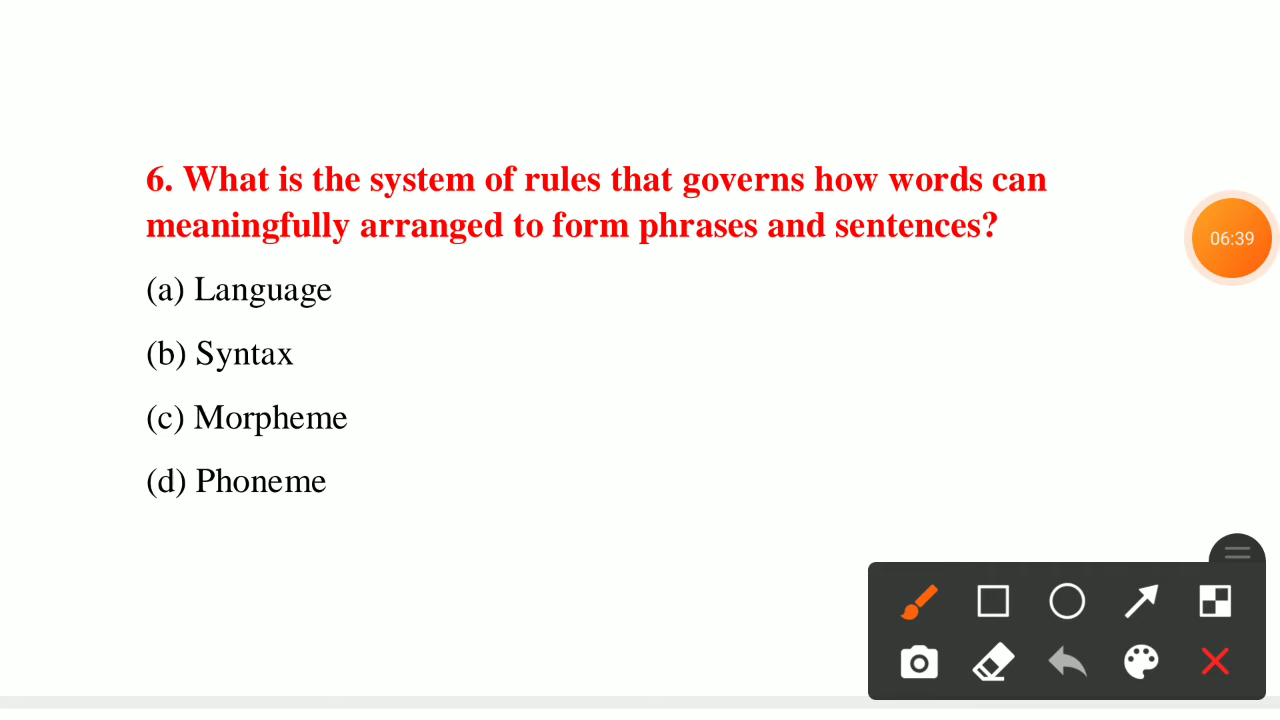 6. What is the system of rules that governs how words can
meaningfully arranged to form phrases and sentences?
(a) Language
(b) Syntax
(c) Morpheme
(d) Phoneme
06:39